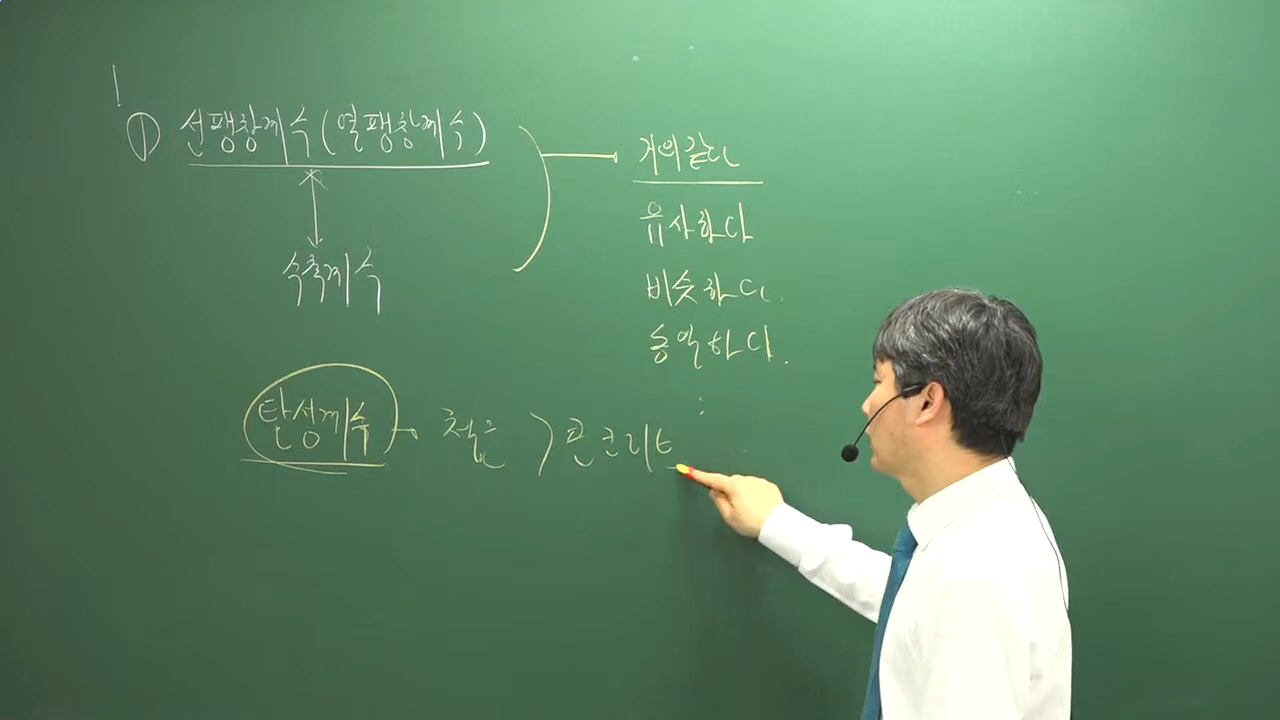 ① 선팽창계수(열팽창계수)
수축계수
거의같다
유사하다
비슷하다.
흡사하다.
탄성계수 → 철근 > 콘크리트